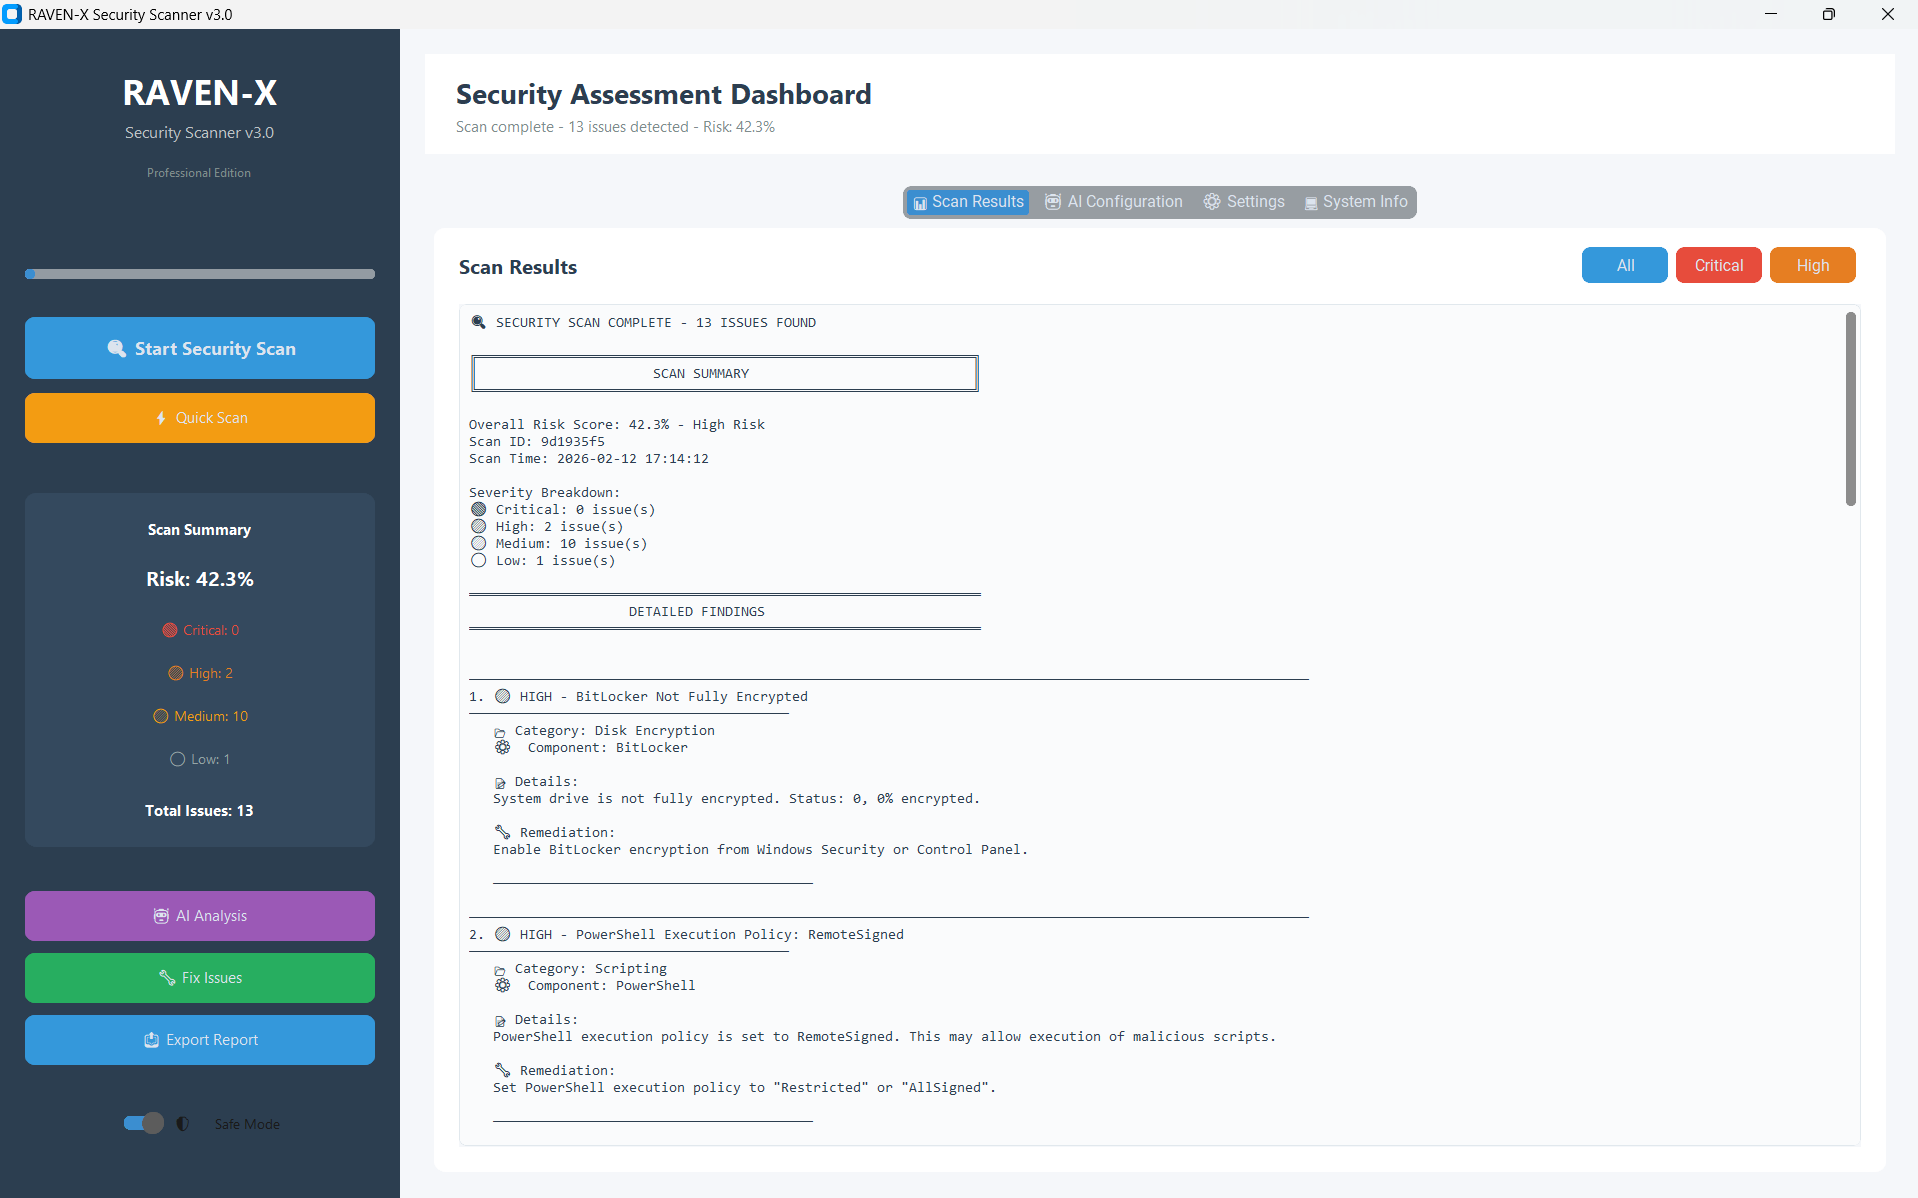 RAVEN-X Security Scanner v3.0
RAVEN-X
Security Scanner v3.0
Professional Edition
Start Security Scan
Quick Scan
Scan Summary
Risk: 42.3%
Critical: 0
High: 2
Medium: 10
Low: 1
Total Issues: 13
AI Analysis
Fix Issues
Export Report
Safe Mode
Security Assessment Dashboard
Scan complete - 13 issues detected - Risk: 42.3%
Scan Results
AI Configuration
Settings
System Info
Scan Results
All
Critical
High
SECURITY SCAN COMPLETE - 13 ISSUES FOUND
SCAN SUMMARY
Overall Risk Score: 42.3% - High Risk
Scan ID: 9d1935f5
Scan Time: 2026-02-12 17:14:12
Severity Breakdown:
Critical: 0 issue(s)
High: 2 issue(s)
Medium: 10 issue(s)
Low: 1 issue(s)
DETAILED FINDINGS
1. HIGH - BitLocker Not Fully Encrypted
Category: Disk Encryption
Component: BitLocker
Details:
System drive is not fully encrypted. Status: 0, 0% encrypted.
Remediation:
Enable BitLocker encryption from Windows Security or Control Panel.
2. HIGH - PowerShell Execution Policy: RemoteSigned
Category: Scripting
Component: PowerShell
Details:
PowerShell execution policy is set to RemoteSigned. This may allow execution of malicious scripts.
Remediation:
Set PowerShell execution policy to "Restricted" or "AllSigned".